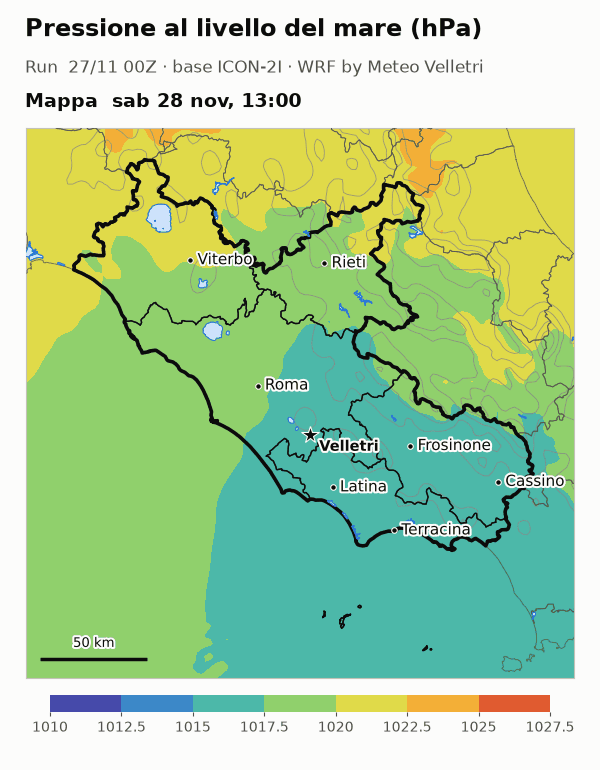 Pressione al livello del mare (hPa)
Run 27/11 00Z · base ICON-2I · WRF by Meteo Velletri
Mappa sab 28 nov, 13:00
Viterbo
Rieti
Roma
Velletri
Frosinone
Cassino
Latina
Terracina
50 km
1010 1012.5 1015 1017.5 1020 1022.5 1025 1027.5